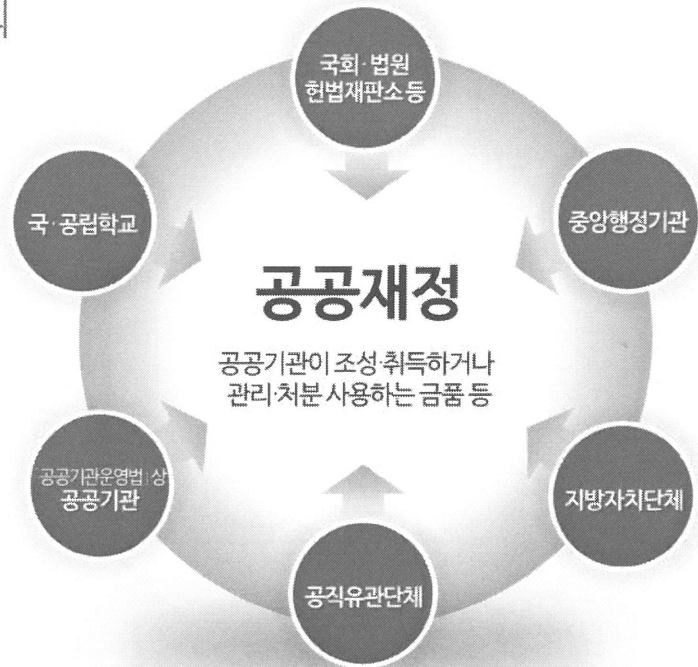 국회·법원
헌법재판소 등
중앙행정기관
지방자치단체
공직유관단체
「공공기관운영법」상
공공기관
국·공립학교
공공재정
공공기관이 조성·취득하거나
관리·처분 사용하는 금품 등